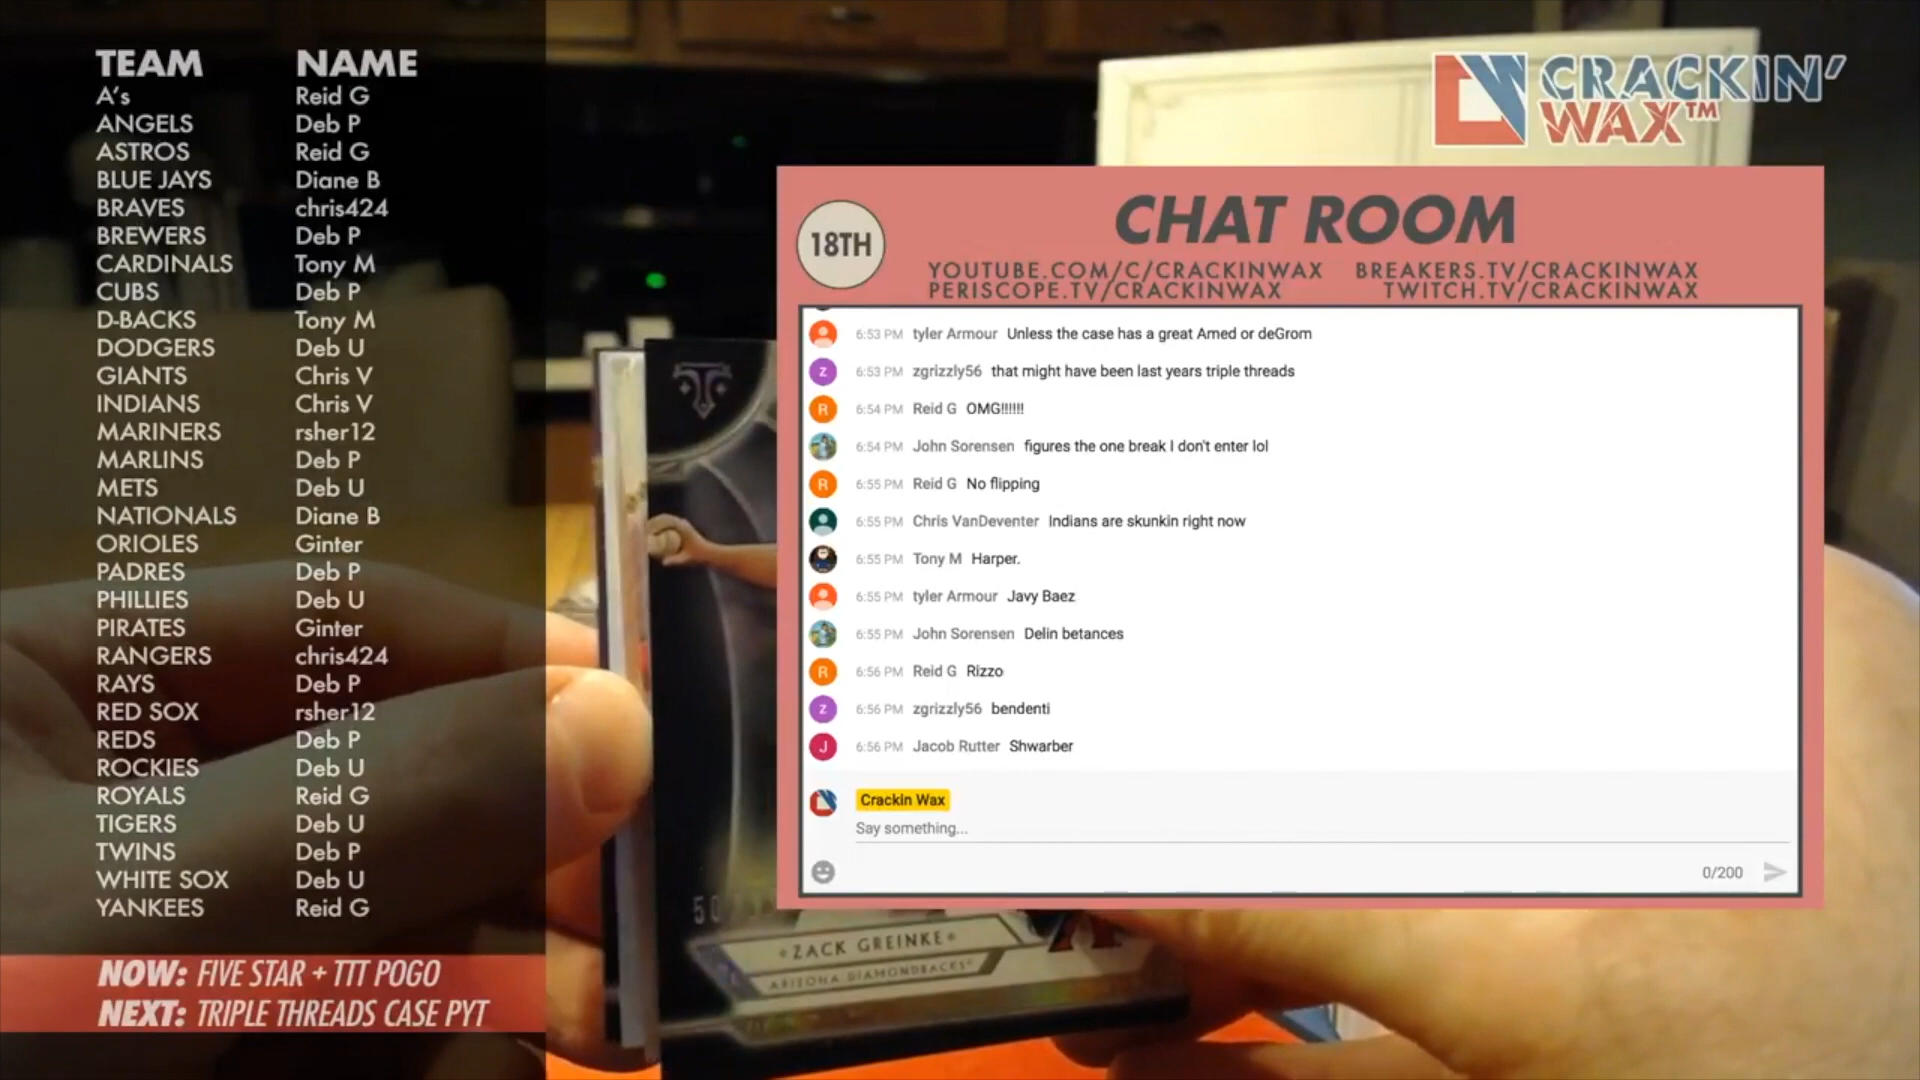 TEAM NAME
A's Reid G
ANGELS Deb P
ASTROS Reid G
BLUE JAYS Diane B
BRAVES chris424
BREWERS Deb P
CARDINALS Tony M
CUBS Deb P
D-BACKS Tony M
DODGERS Deb U
GIANTS Chris V
INDIANS Chris V
MARINERS rsher12
MARLINS Deb P
METS Deb U
NATIONALS Diane B
ORIOLES Ginter
PADRES Deb P
PHILLIES Deb U
PIRATES Ginter
RANGERS chris424
RAYS Deb P
RED SOX rsher12
REDS Deb P
ROCKIES Deb U
ROYALS Reid G
TIGERS Deb U
TWINS Deb P
WHITE SOX Deb U
YANKEES Reid G
NOW: FIVE STAR + TTT POGO
NEXT: TRIPLE THREADS CASE PYT
CRACKIN'
WAX™
18TH
CHAT ROOM
YOUTUBE.COM/C/CRACKINWAX BREAKERS.TV/CRACKINWAX
PERISCOPE.TV/CRACKINWAX TWITCH.TV/CRACKINWAX
6:53 PM tyler Armour Unless the case has a great Amed or deGrom
Z 6:53 PM zgrizzly56 that might have been last years triple threads
R 6:54 PM Reid G OMG!!!!!!
6:54 PM John Sorensen figures the one break I don't enter lol
R 6:55 PM Reid G No flipping
6:55 PM Chris VanDeventer Indians are skunkin right now
6:55 PM Tony M Harper.
6:55 PM tyler Armour Javy Baez
6:55 PM John Sorensen Delin betances
R 6:56 PM Reid G Rizzo
Z 6:56 PM zgrizzly56 bendenti
J 6:56 PM Jacob Rutter Shwarber
Crackin Wax
Say something...
0/200
50
ZACK GREINKE
ARIZONA DIAMONDBACKS